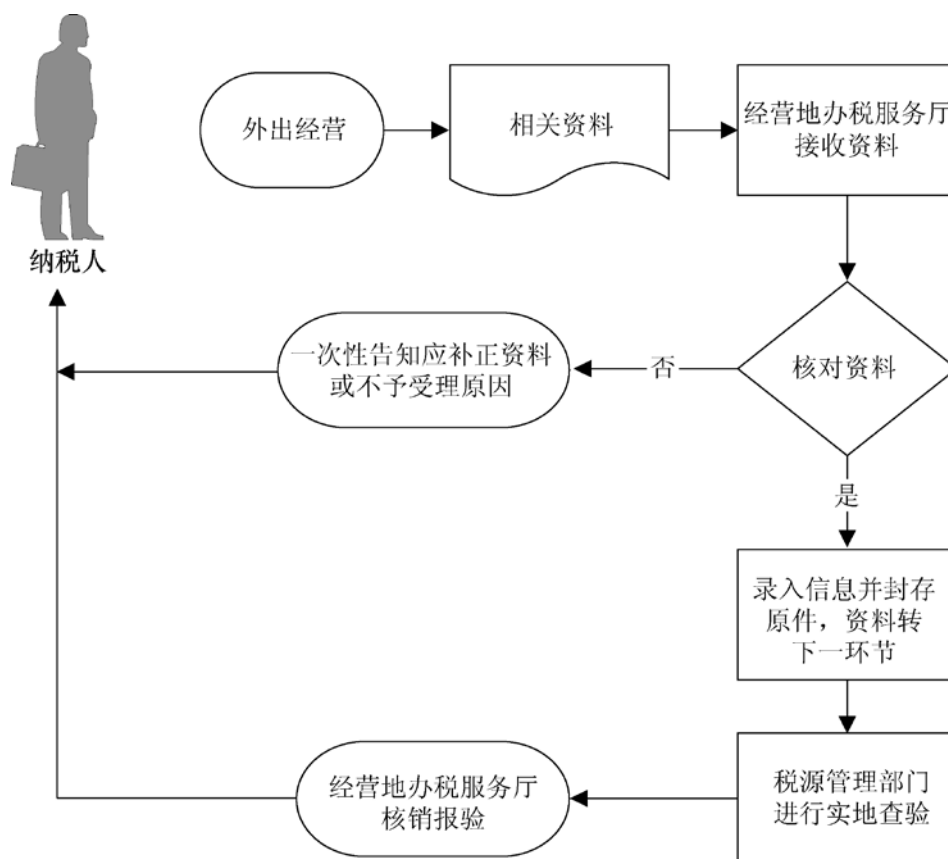 外出经营
相关资料
经营地办税服务厅
接收资料
纳税人
一次性告知应补正资料
或不予受理原因
否
核对资料
是
录入信息并封存
原件，资料转
下一环节
经营地办税服务厅
核销报验
税源管理部门
进行实地查验